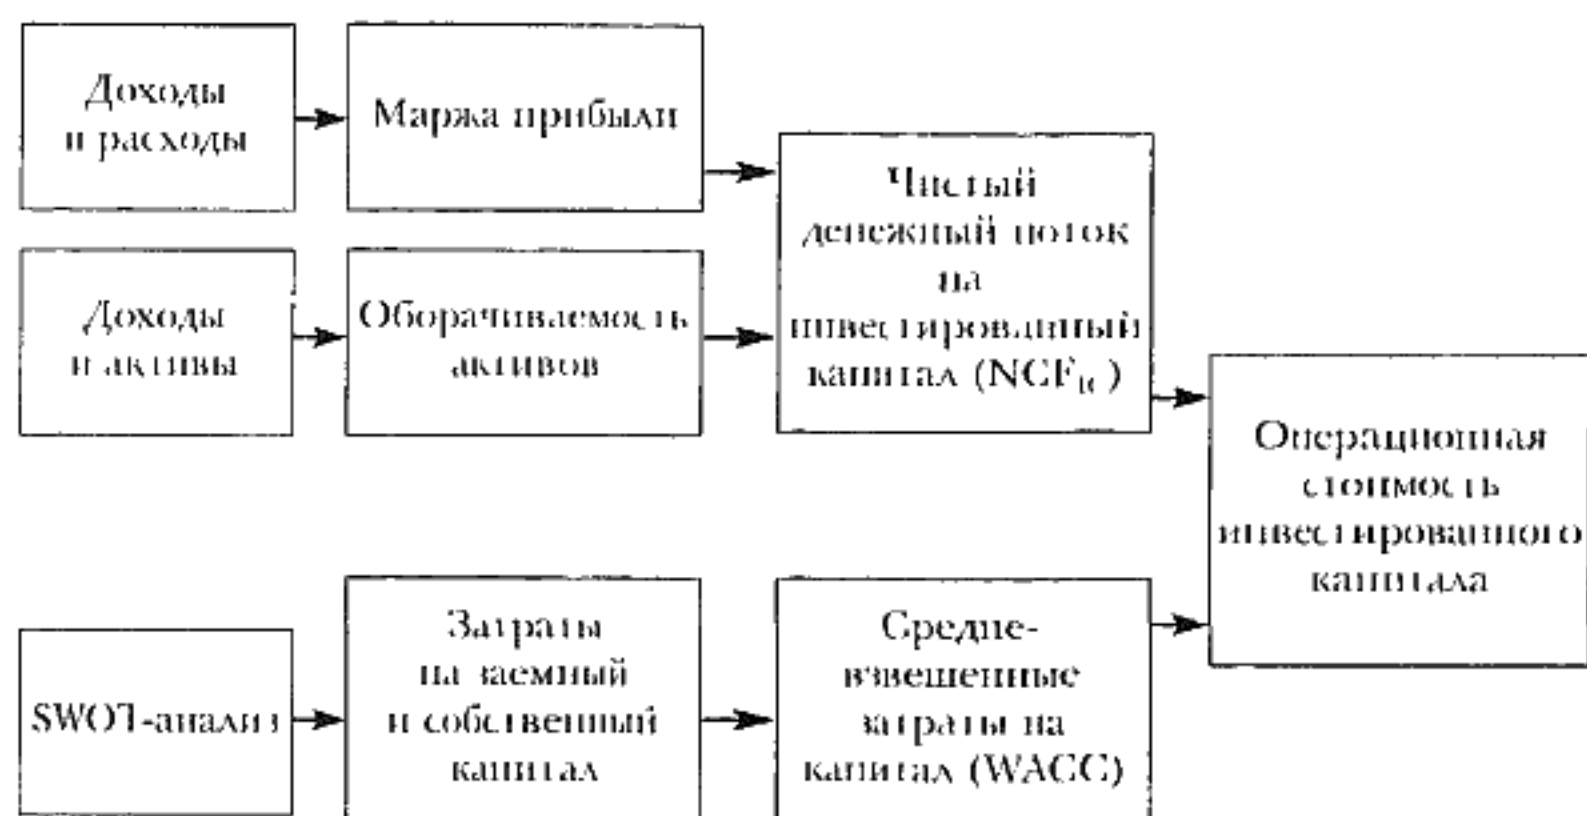 Доходы
и расходы
Маржа прибыли
Чистый
денежный поток
на
инвестированный
капитал (NCF_IC)
Доходы
и активы
Оборачиваемость
активов
Операционная
стоимость
инвестированного
капитала
SWOT-анализ
Затраты
на заемный
и собственный
капитал
Средне-
взвешенные
затраты на
капитал (WACC)